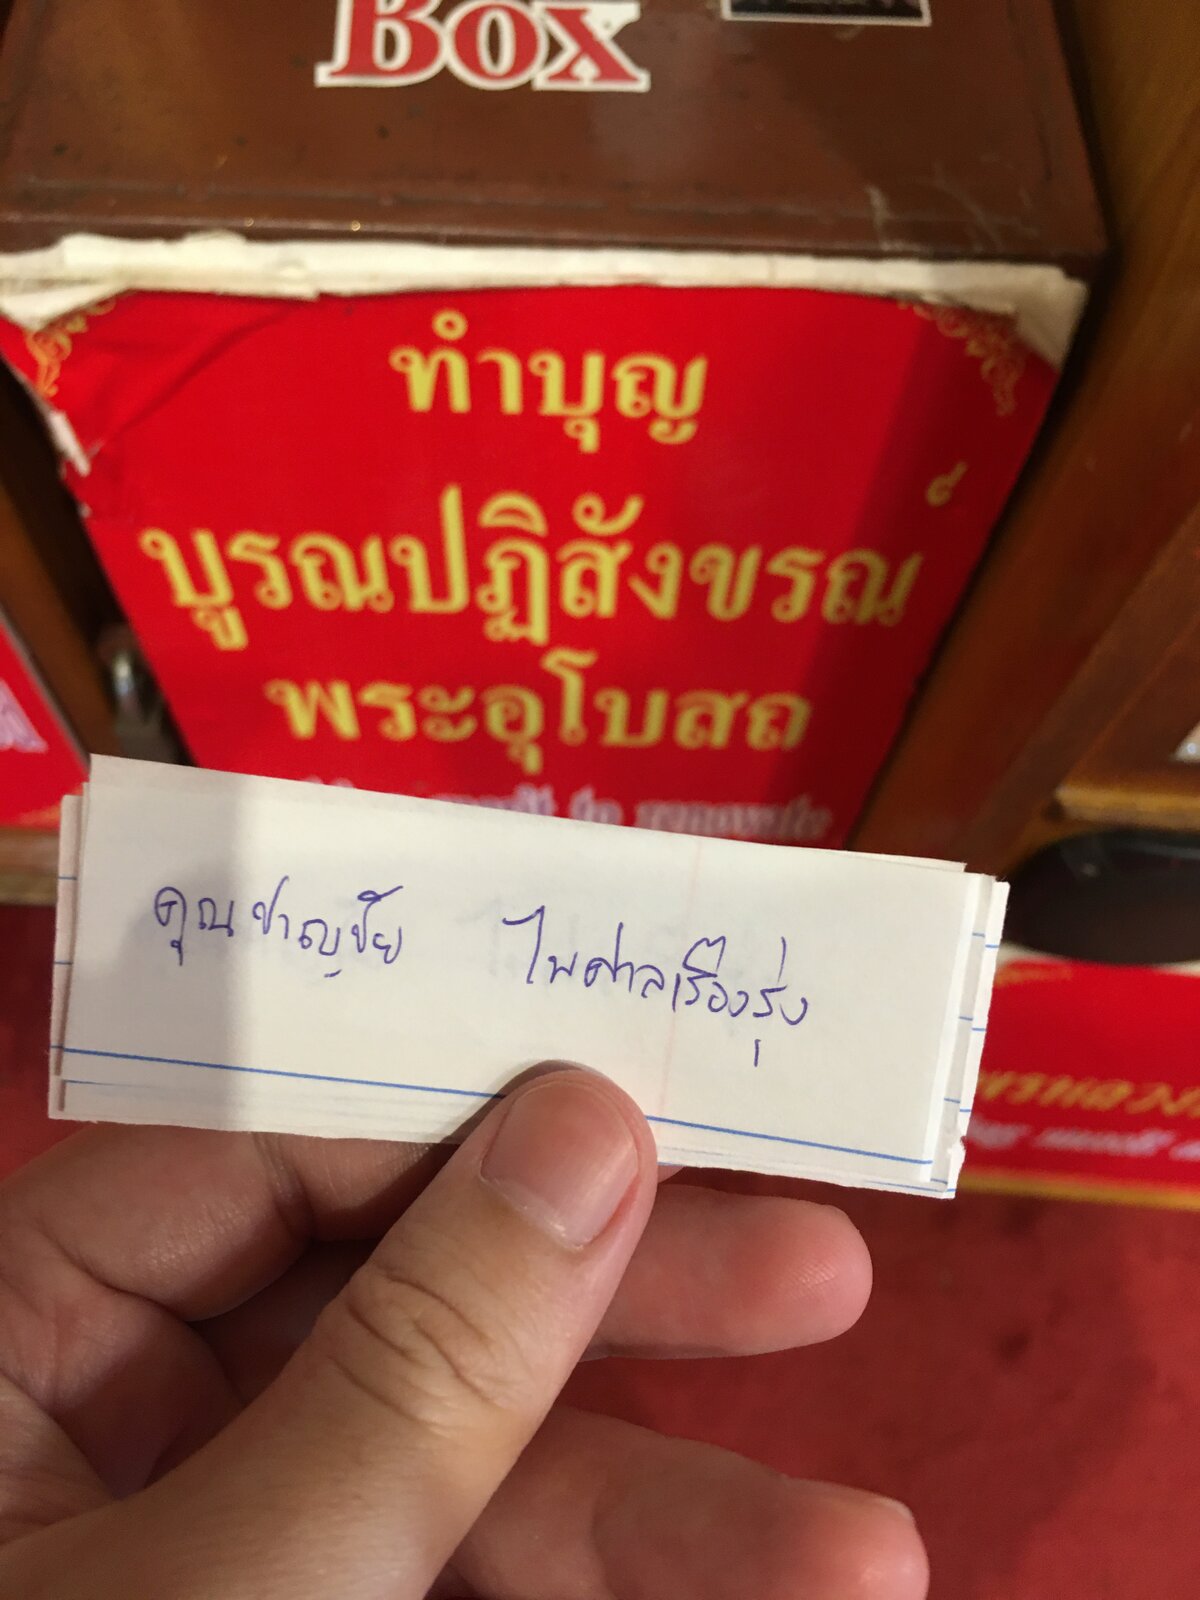 Box
ทำบุญ
บูรณปฏิสังขรณ์
พระอุโบสถ
to renovate
คุณชาญชัย ไพศาลเรืองรุ่ง